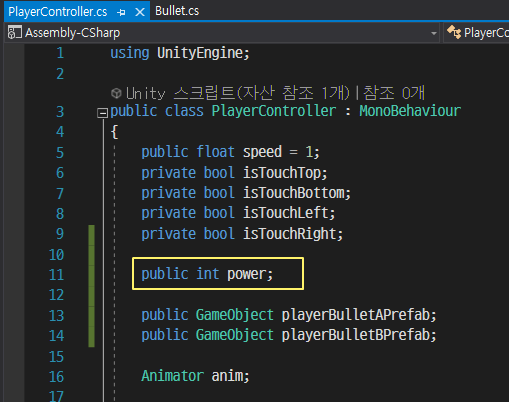 PlayerController.cs Bullet.cs
Assembly-CSharp PlayerCo
1 using UnityEngine;
2
Unity 스크립트(자산 참조 1개) | 참조 0개
3 public class PlayerController : MonoBehaviour
4 {
5 public float speed = 1;
6 private bool isTouchTop;
7 private bool isTouchBottom;
8 private bool isTouchLeft;
9 private bool isTouchRight;
10
11 public int power;
12
13 public GameObject playerBulletAPrefab;
14 public GameObject playerBulletBPrefab;
15
16 Animator anim;